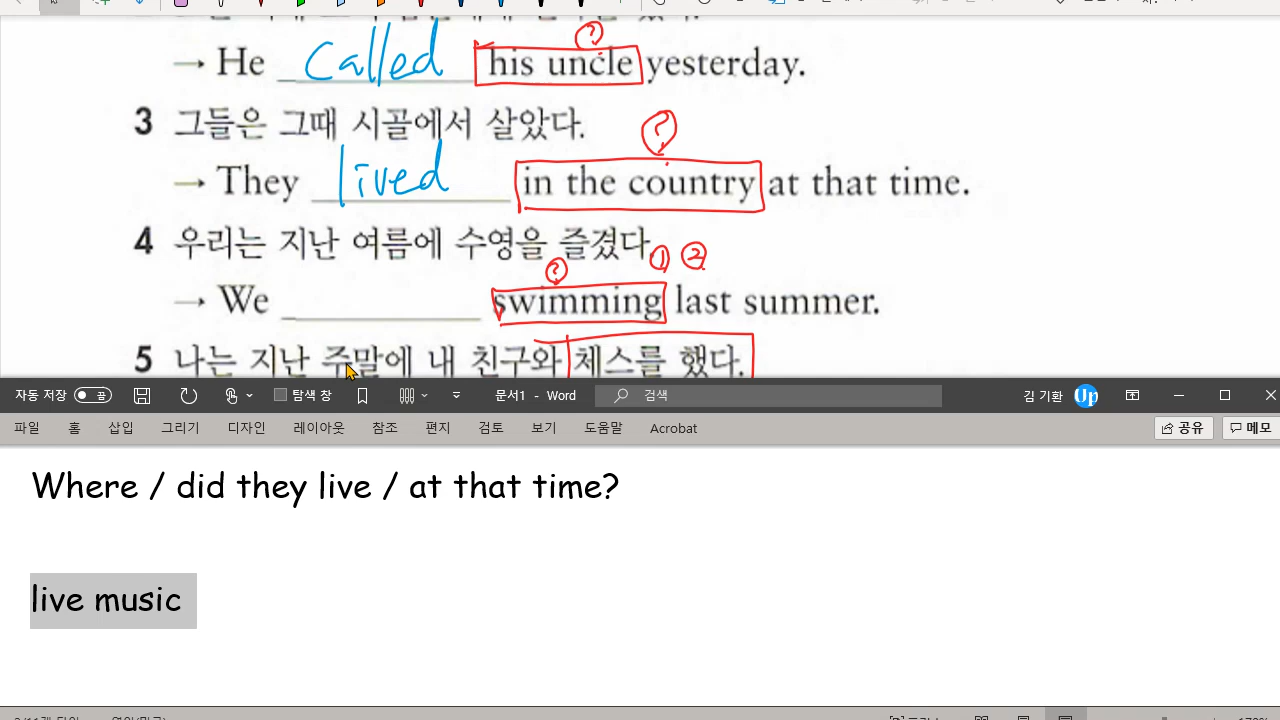 → He called his uncle yesterday.
?
3 그들은 그때 시골에서 살았다.
?
→ They lived in the country at that time.
4 우리는 지난 여름에 수영을 즐겼다.
? ① ②
→ We ________ swimming last summer.
5 나는 지난 주말에 내 친구와 체스를 했다.
자동 저장 끔 탐색 창 문서1 - Word 검색 김 기환 Up
파일 홈 삽입 그리기 디자인 레이아웃 참조 편지 검토 보기 도움말 Acrobat 공유 메모
Where / did they live / at that time?
live music